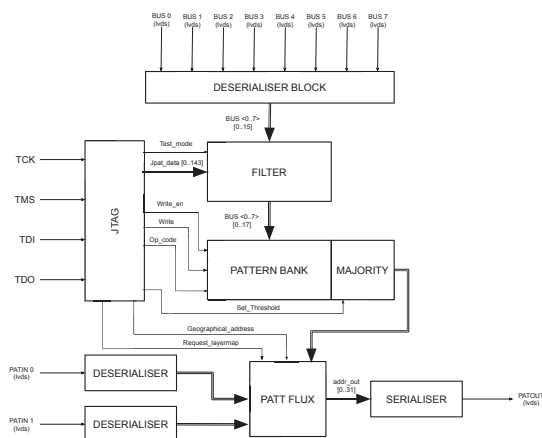 BUS 0 BUS 1 BUS 2 BUS 3 BUS 4 BUS 5 BUS 6 BUS 7
(lvds) (lvds) (lvds) (lvds) (lvds) (lvds) (lvds) (lvds)
DESERIALISER BLOCK
BUS <0..7>
[0..15]
Test_mode
TCK
Jpat_data [0..143]
FILTER
TMS
Write_en
BUS <0..7>
[0..17]
JTAG
Write
TDI
Op_code
PATTERN BANK
MAJORITY
TDO
Set_Threshold
Geographical_address
Request_layermap
PATIN 0
(lvds)
DESERIALISER
PATT FLUX
addr_out
[0..31]
SERIALISER
PATOUT
(lvds)
PATIN 1
(lvds)
DESERIALISER